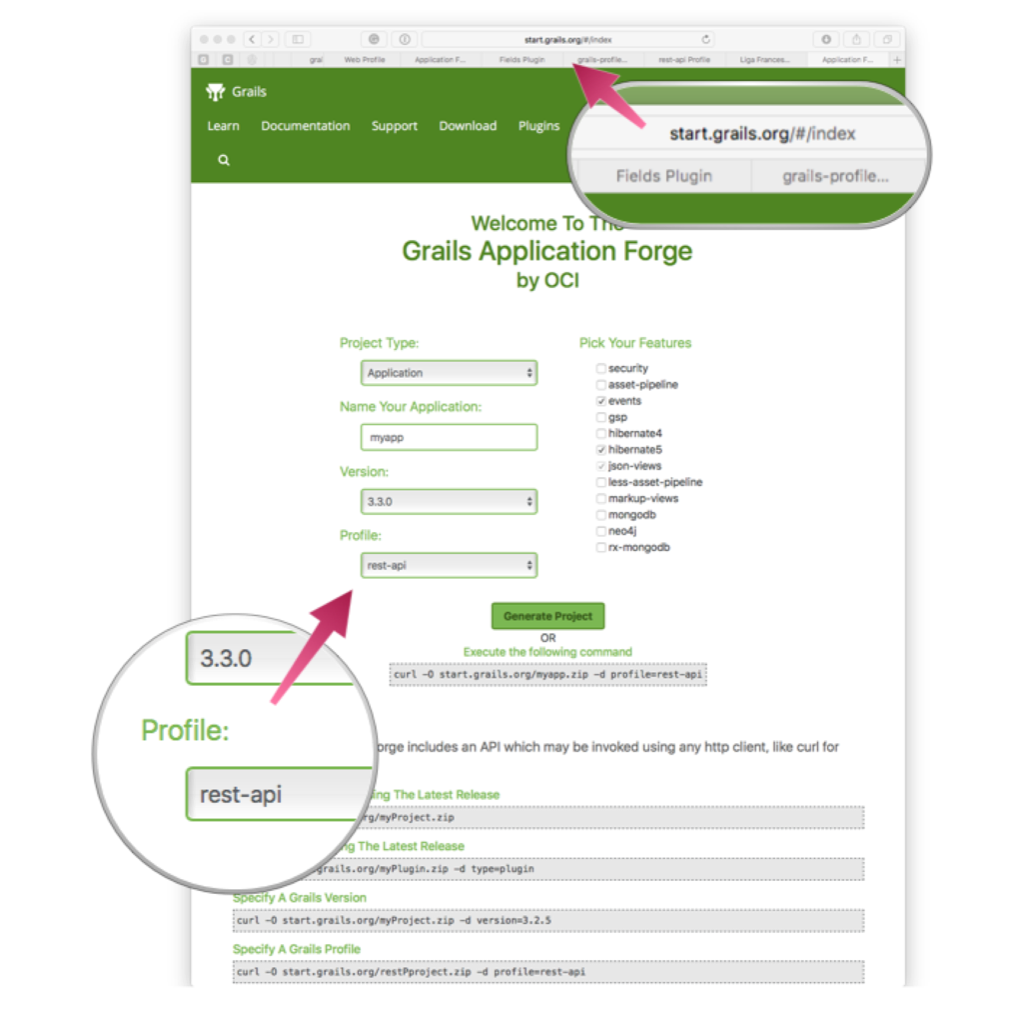 start.grails.org/#/index
grai Web Profile Application F... Fields Plugin grails-profile... rest-api Profile Liga Frances... Application F... +
Grails
Learn Documentation Support Download Plugins
start.grails.org/#/index
Fields Plugin grails-profile...
Welcome To The
Grails Application Forge
by OCI
Project Type:
Application
Name Your Application:
myapp
Version:
3.3.0
Profile:
rest-api
Pick Your Features
security
asset-pipeline
events
gsp
hibernate4
hibernate5
json-views
less-asset-pipeline
markup-views
mongodb
neo4j
rx-mongodb
Generate Project
OR
Execute the following command
curl -O start.grails.org/myapp.zip -d profile=rest-api
3.3.0
Profile:
rest-api
orge includes an API which may be invoked using any http client, like curl for
ing The Latest Release
rg/myProject.zip
ng The Latest Release
grails.org/myPlugin.zip -d type=plugin
Specify A Grails Version
curl -O start.grails.org/myProject.zip -d version=3.2.5
Specify A Grails Profile
curl -O start.grails.org/restPproject.zip -d profile=rest-api